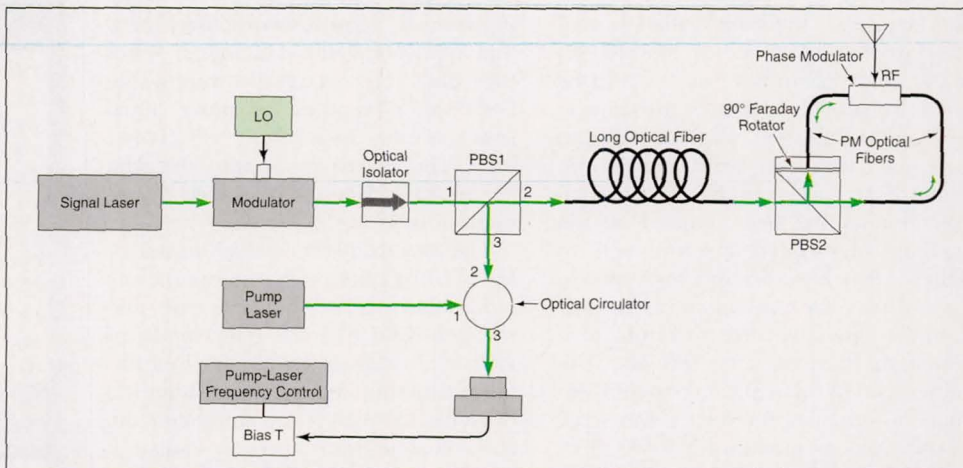 Phase Modulator
RF
90° Faraday
Rotator
PM Optical
Fibers
LO
Long Optical Fiber
Optical
Isolator
PBS1
1
2
3
Signal Laser
Modulator
PBS2
2
Pump
Laser
1
Optical Circulator
3
Pump-Laser
Frequency Control
Bias T